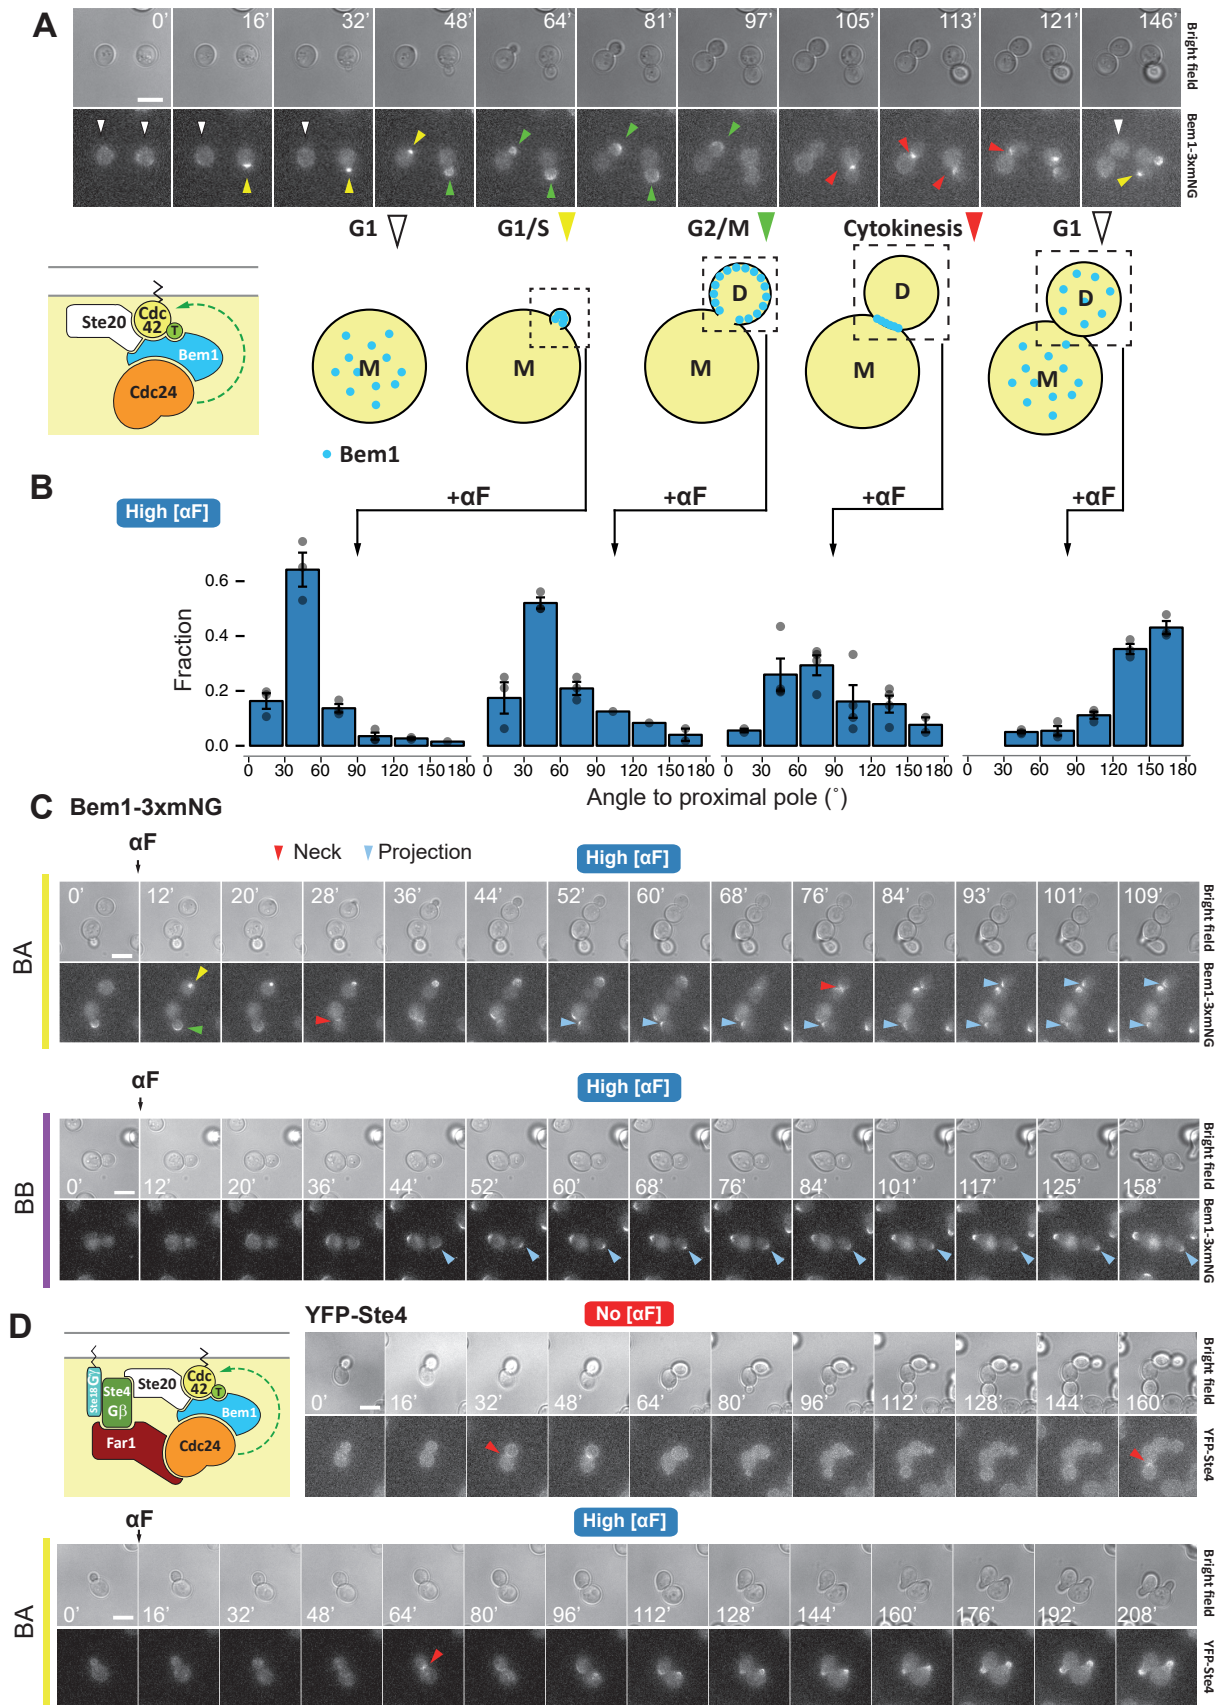 A
0' 16' 32' 48' 64' 81' 97' 105' 113' 121' 146'
Bright field
Bem1-3xmNG
G1 G1/S G2/M Cytokinesis G1
Ste20 Cdc 42 T Bem1 Cdc24
M M D M D M D M
Bem1
B
High [αF]
+αF +αF +αF +αF
Fraction
0.6
0.4
0.2
0.0
0 30 60 90 120 150 180 0 30 60 90 120 150 180 0 30 60 90 120 150 180 0 30 60 90 120 150 180
Angle to proximal pole (˚)
C Bem1-3xmNG
αF
Neck Projection
High [αF]
BA
0' 12' 20' 28' 36' 44' 52' 60' 68' 76' 84' 93' 101' 109'
Bright field
Bem1-3xmNG
αF
High [αF]
BB
0' 12' 20' 36' 44' 52' 60' 68' 76' 84' 101' 117' 125' 158'
Bright field
Bem1-3xmNG
D
YFP-Ste4
No [αF]
Ste18 Gγ Ste4 Gβ Ste20 Cdc 42 T Bem1 Far1 Cdc24
0' 16' 32' 48' 64' 80' 96' 112' 128' 144' 160'
Bright field
YFP-Ste4
αF
High [αF]
BA
0' 16' 32' 48' 64' 80' 96' 112' 128' 144' 160' 176' 192' 208'
Bright field
YFP-Ste4